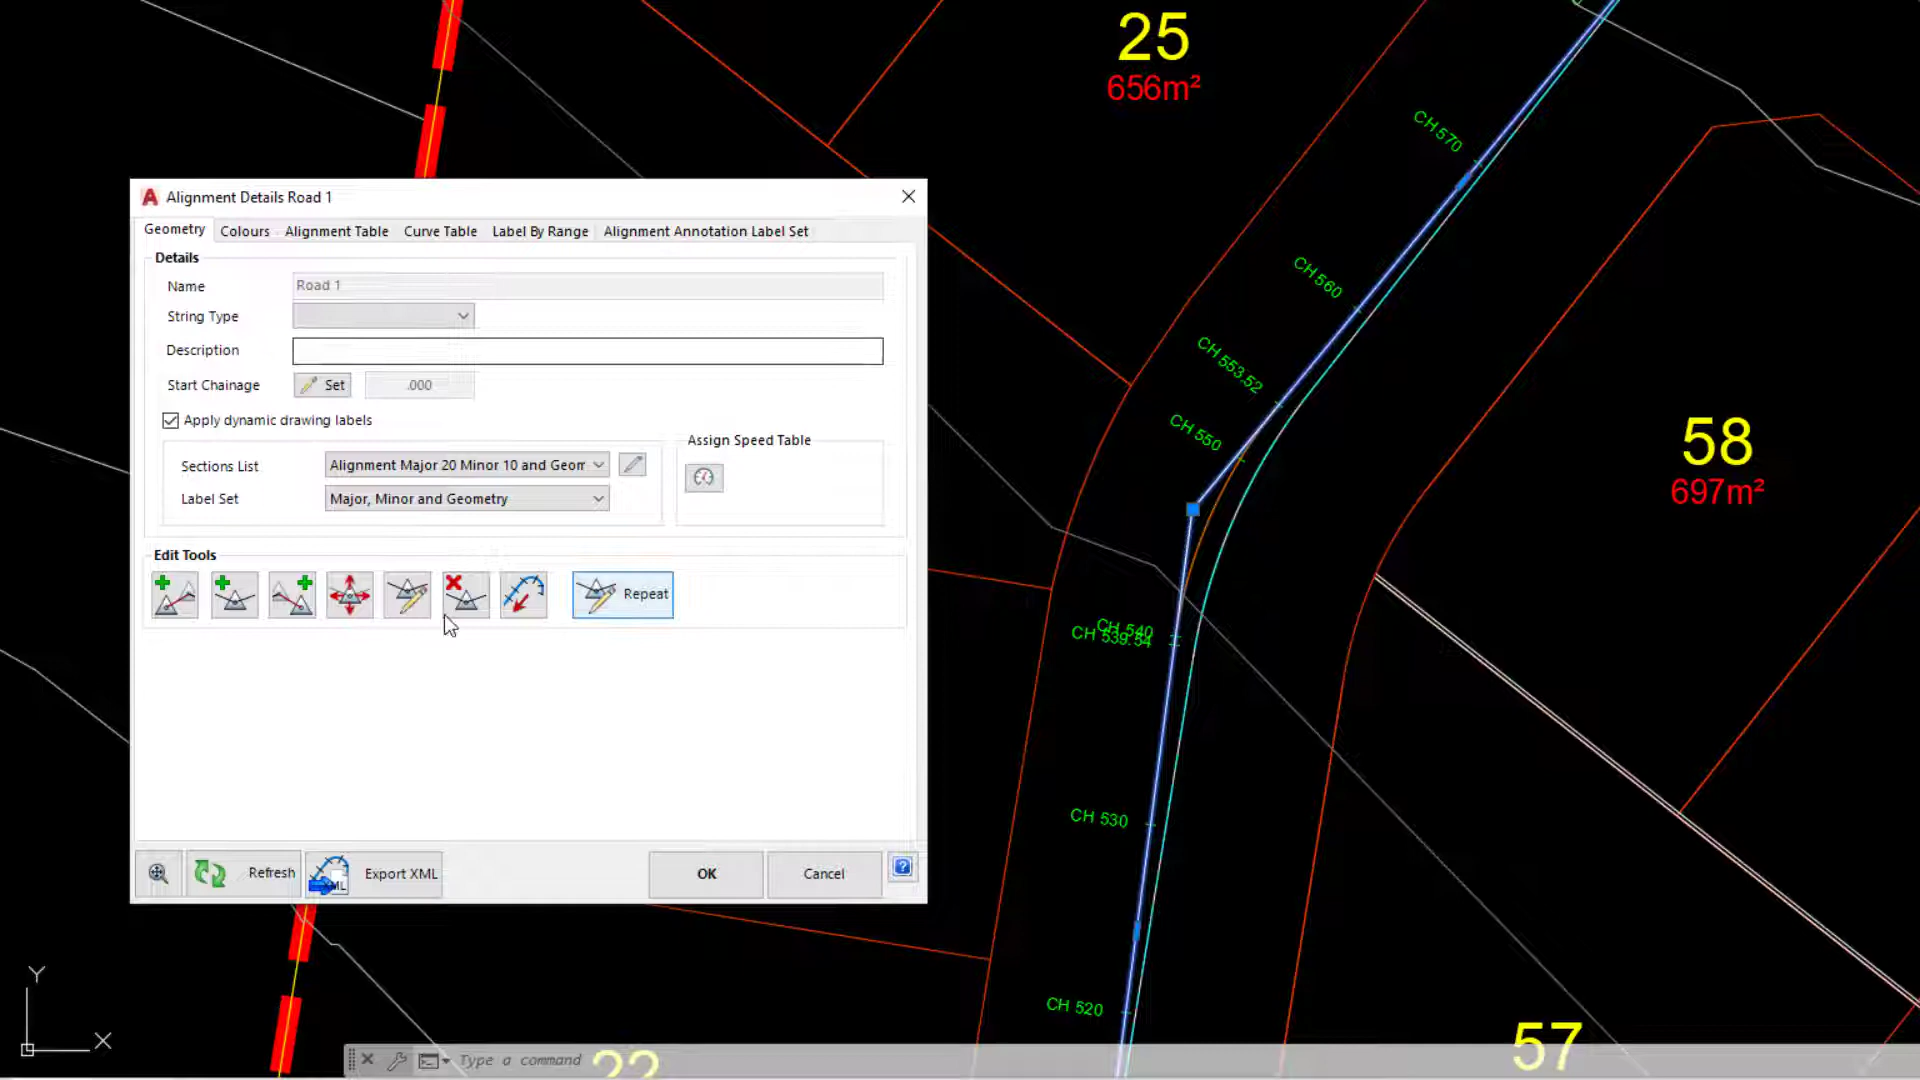 25
656m²
CH 570
Alignment Details Road 1
Geometry Colours Alignment Table Curve Table Label By Range Alignment Annotation Label Set
Details
Name Road 1
String Type
CH 560
Description
CH 553.52
Start Chainage Set .000
Apply dynamic drawing labels
CH 550
Assign Speed Table
58
697m²
Sections List Alignment Major 20 Minor 10 and Geom
Label Set Major, Minor and Geometry
Edit Tools
Repeat
CH 540
CH 539.54
CH 530
Refresh Export XML OK Cancel
Y
CH 520
X
57
Type a command
22